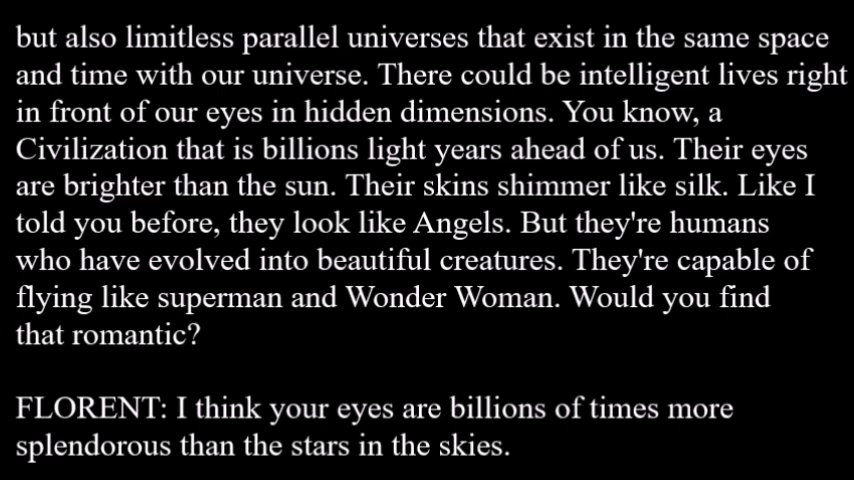 but also limitless parallel universes that exist in the same space
and time with our universe. There could be intelligent lives right
in front of our eyes in hidden dimensions. You know, a
Civilization that is billions light years ahead of us. Their eyes
are brighter than the sun. Their skins shimmer like silk. Like I
told you before, they look like Angels. But they're humans
who have evolved into beautiful creatures. They're capable of
flying like superman and Wonder Woman. Would you find
that romantic?
FLORENT: I think your eyes are billions of times more
splendorous than the stars in the skies.